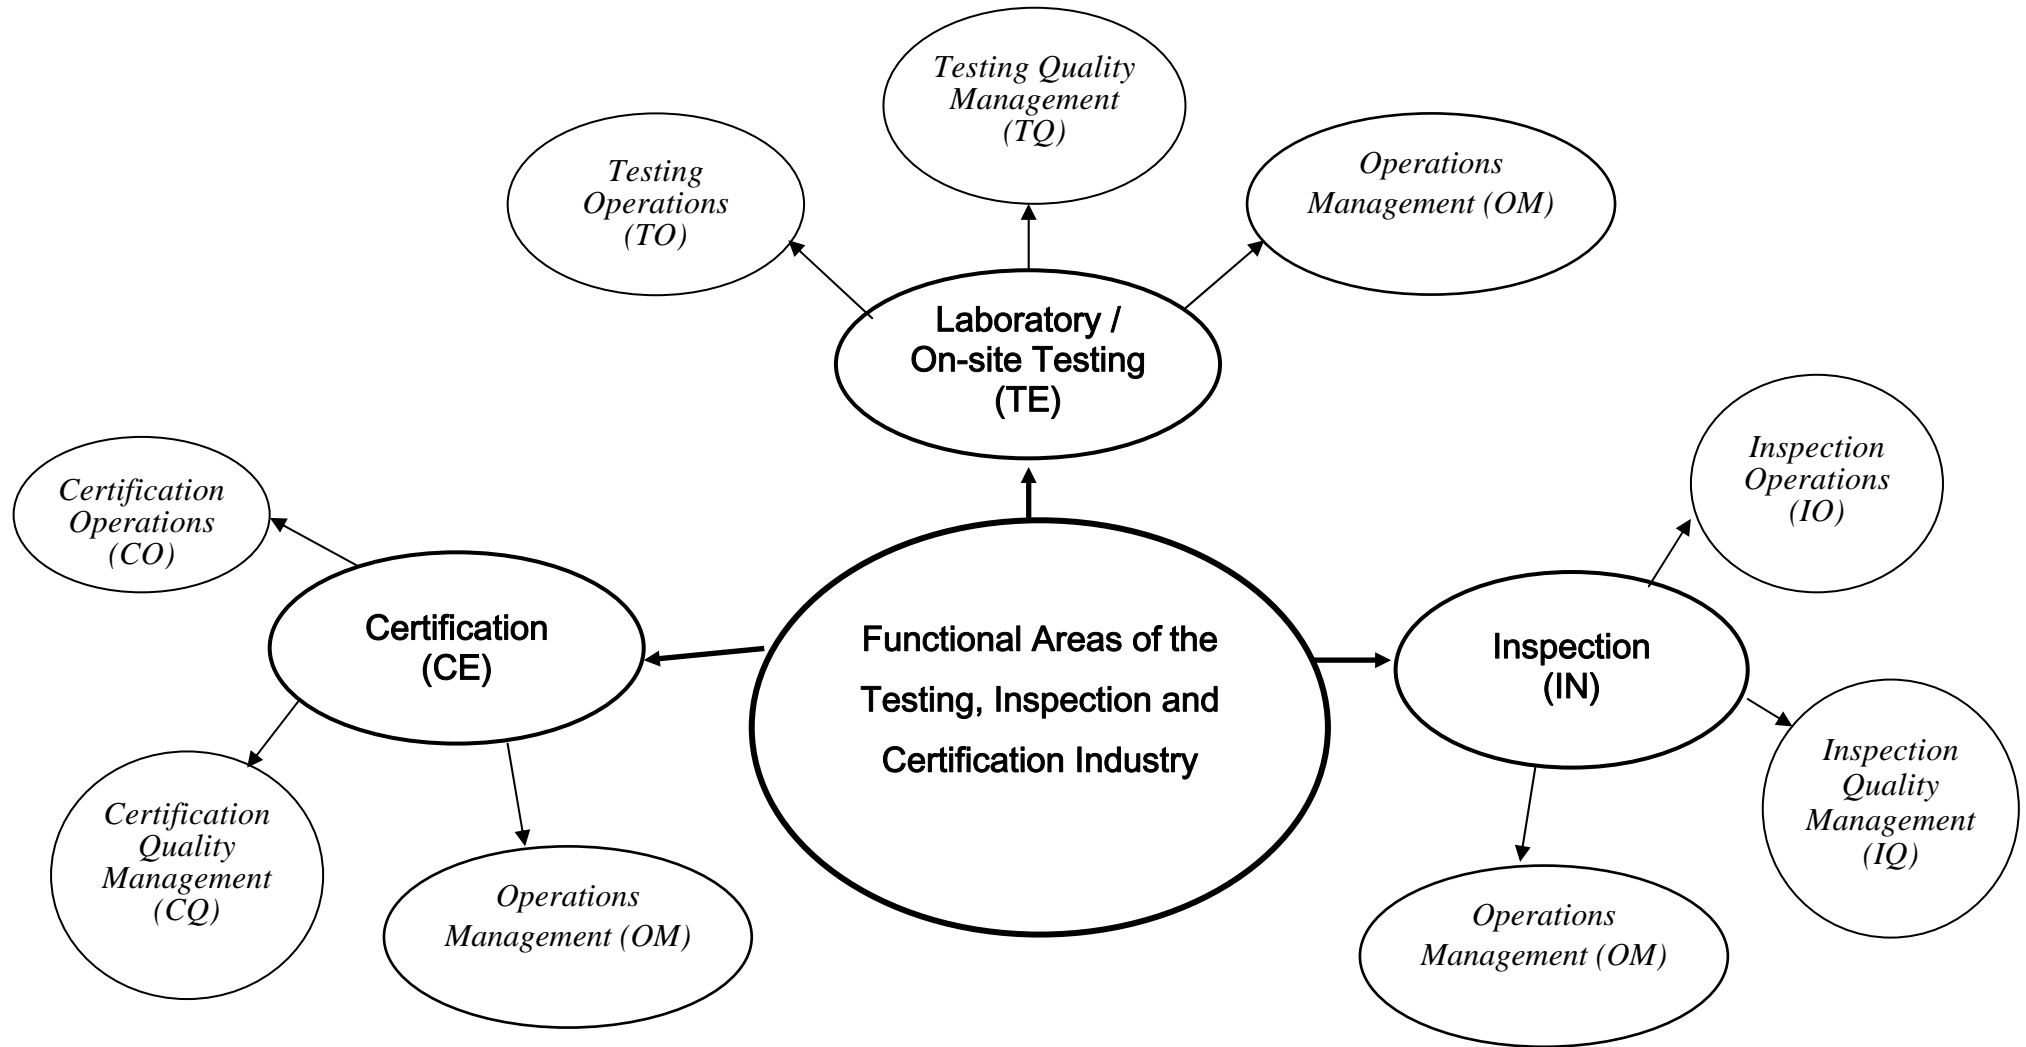 Testing Quality
Management
(TQ)
Testing
Operations
(TO)
Operations
Management (OM)
Laboratory /
On-site Testing
(TE)
Certification
Operations
(CO)
Inspection
Operations
(IO)
Certification
(CE)
Functional Areas of the
Testing, Inspection and
Certification Industry
Inspection
(IN)
Certification
Quality
Management
(CQ)
Operations
Management (OM)
Inspection
Quality
Management
(IQ)
Operations
Management (OM)